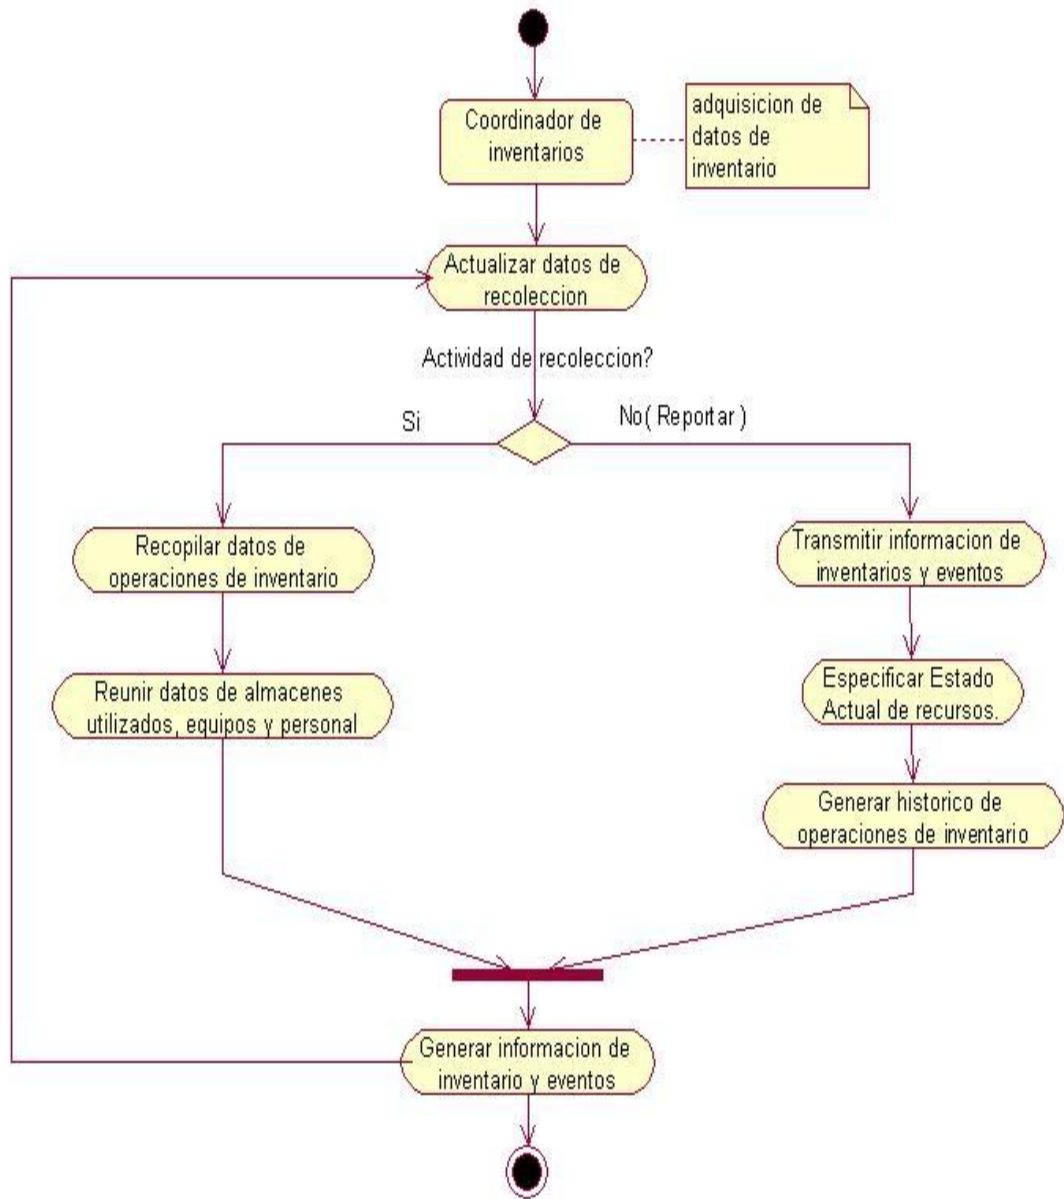 Coordinador de
inventarios
adquisicion de
datos de
inventario
Actualizar datos de
recoleccion
Actividad de recoleccion?
Si
No( Reportar )
Recopilar datos de
operaciones de inventario
Transmitir informacion de
inventarios y eventos
Reunir datos de almacenes
utilizados, equipos y personal
Especificar Estado
Actual de recursos.
Generar historico de
operaciones de inventario
Generar informacion de
inventario y eventos